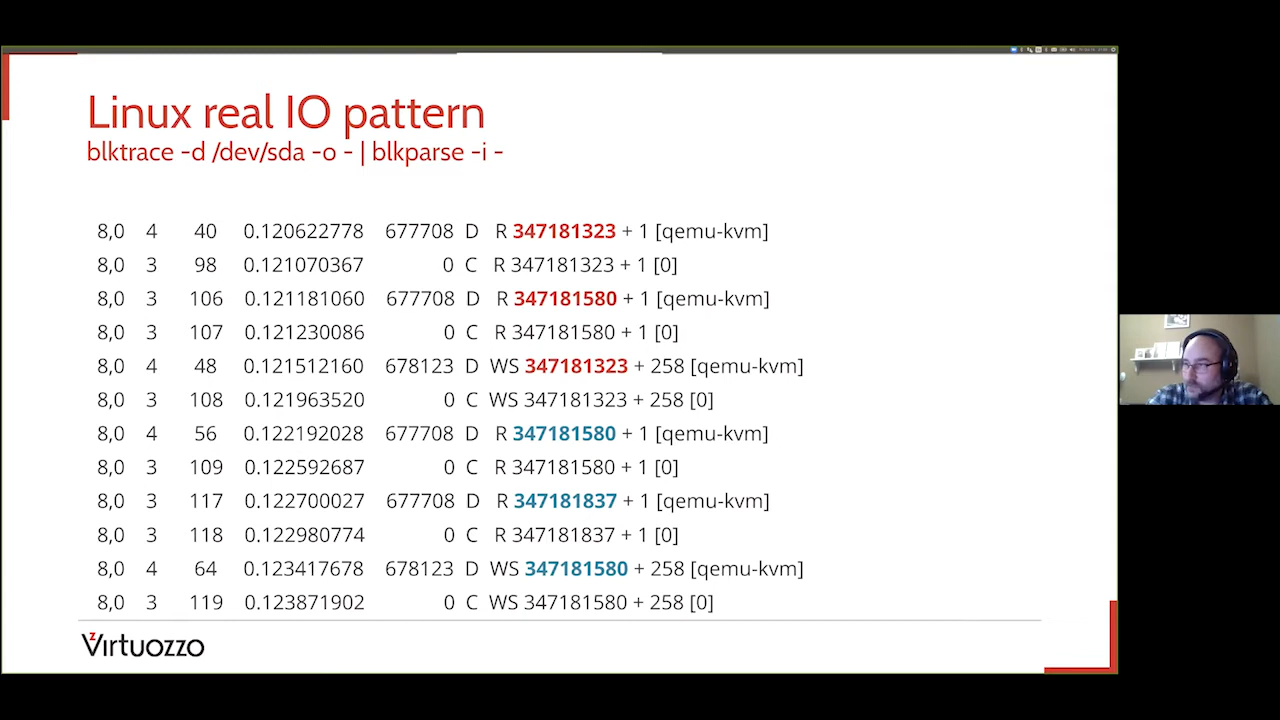 Linux real IO pattern
blktrace -d /dev/sda -o - | blkparse -i -
8,0 4 40 0.120622778 677708 D R 347181323 + 1 [qemu-kvm]
8,0 3 98 0.121070367 0 C R 347181323 + 1 [0]
8,0 3 106 0.121181060 677708 D R 347181580 + 1 [qemu-kvm]
8,0 3 107 0.121230086 0 C R 347181580 + 1 [0]
8,0 4 48 0.121512160 678123 D WS 347181323 + 258 [qemu-kvm]
8,0 3 108 0.121963520 0 C WS 347181323 + 258 [0]
8,0 4 56 0.122192028 677708 D R 347181580 + 1 [qemu-kvm]
8,0 3 109 0.122592687 0 C R 347181580 + 1 [0]
8,0 3 117 0.122700027 677708 D R 347181837 + 1 [qemu-kvm]
8,0 3 118 0.122980774 0 C R 347181837 + 1 [0]
8,0 4 64 0.123417678 678123 D WS 347181580 + 258 [qemu-kvm]
8,0 3 119 0.123871902 0 C WS 347181580 + 258 [0]
Virtuozzo